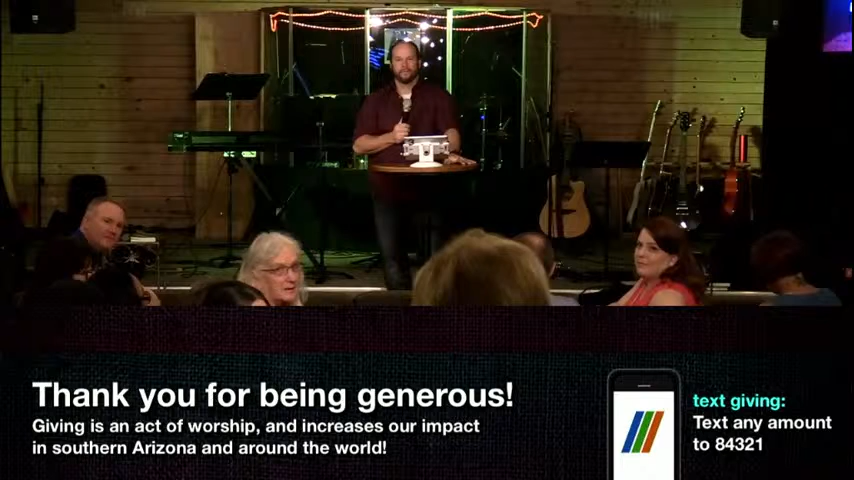 Thank you for being generous!
Giving is an act of worship, and increases our impact
in southern Arizona and around the world!
text giving:
Text any amount
to 84321